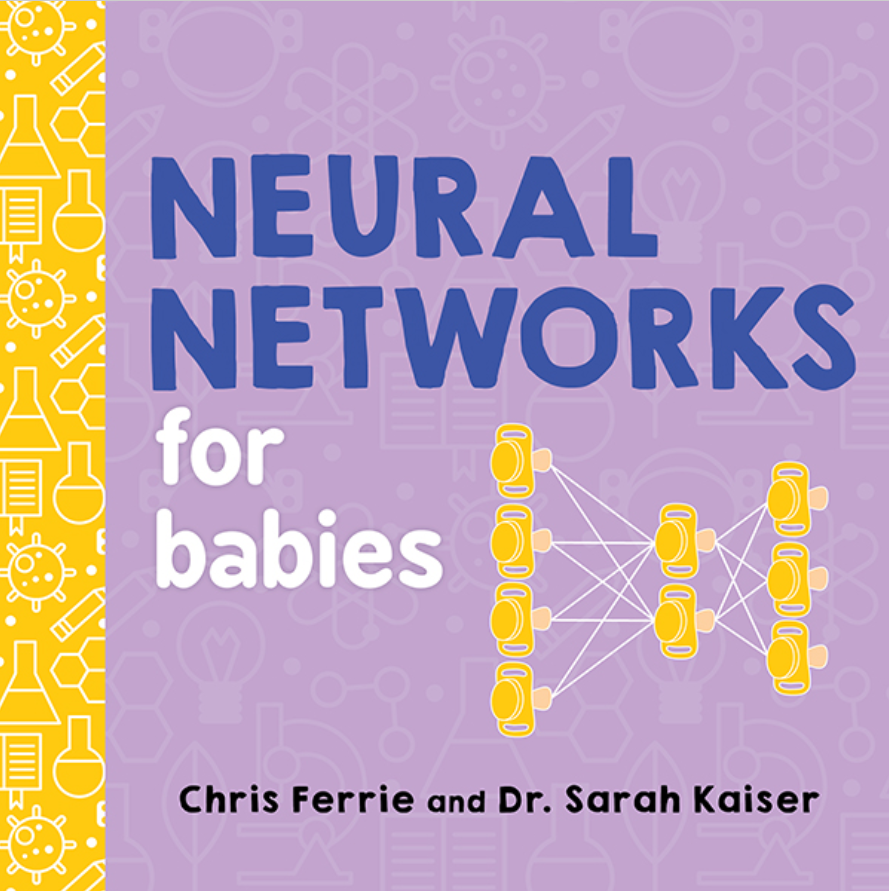 NEURAL
NETWORKS
for
babies
Chris Ferrie and Dr. Sarah Kaiser